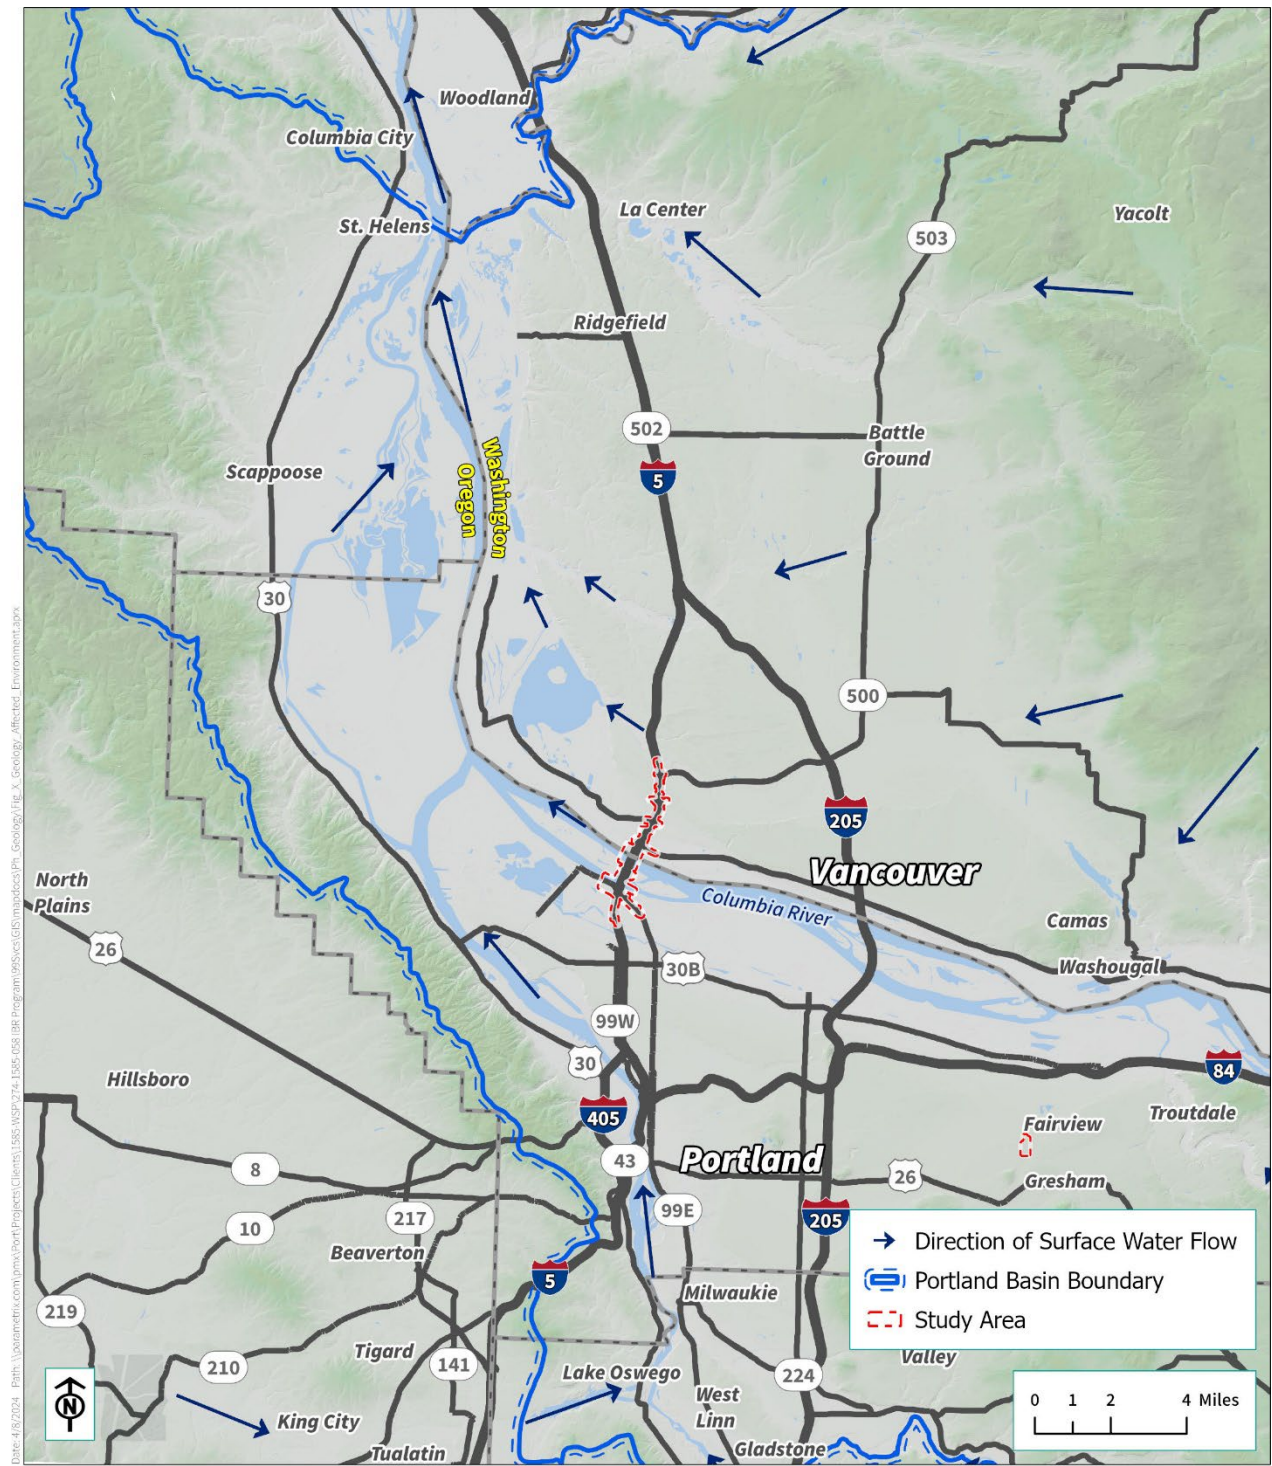 Woodland
Columbia City
La Center
Yacolt
St. Helens
503
Ridgefield
502
Battle
Ground
5
Scappoose
Washington
Oregon
30
500
205
Vancouver
North
Plains
Columbia River
Camas
26
Washougal
30B
99W
30
84
Hillsboro
405
Fairview
Troutdale
43
Portland
8
26
Gresham
217
99E
205
10
Beaverton
5
Milwaukie
219
Tigard
141
210
Lake Oswego
224
Valley
West
Linn
King City
Tualatin
Gladstone
Direction of Surface Water Flow
Portland Basin Boundary
Study Area
0 1 2 4 Miles
N
Date: 4/8/2024